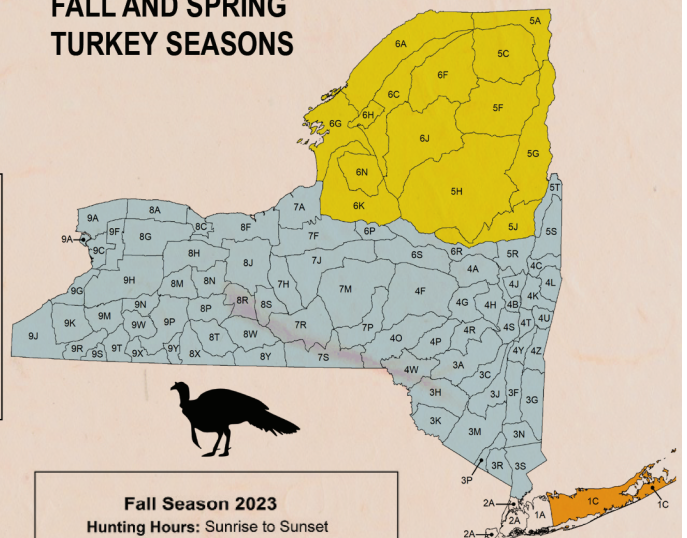 FALL AND SPRING
TURKEY SEASONS
5A
6A
5C
6F
6C
5F
6H
6G
6J
5G
6N
5H
5T
6K
7A
9A
8A
5J
5S
9F
8C
8F
6P
9A
8G
7F
9C
6S
6R
5R
8H
8J
7J
4A
4C
9H
7H
4J
4L
9G
8M
8N
7M
4F
4K
8R
8S
4G
4H
4B
9N
8P
9M
4U
9K
9W
9P
7R
7P
4R
4S
4T
9J
8T
8W
4O
4P
9R
9S
9T
9X
9Y
8X
8Y
7S
4Y
4Z
3A
4W
3C
3H
3J
3F
3G
3K
3M
3N
3P
3R
3S
2A
1C
1C
2A
1A
2A
Fall Season 2023
Hunting Hours: Sunrise to Sunset